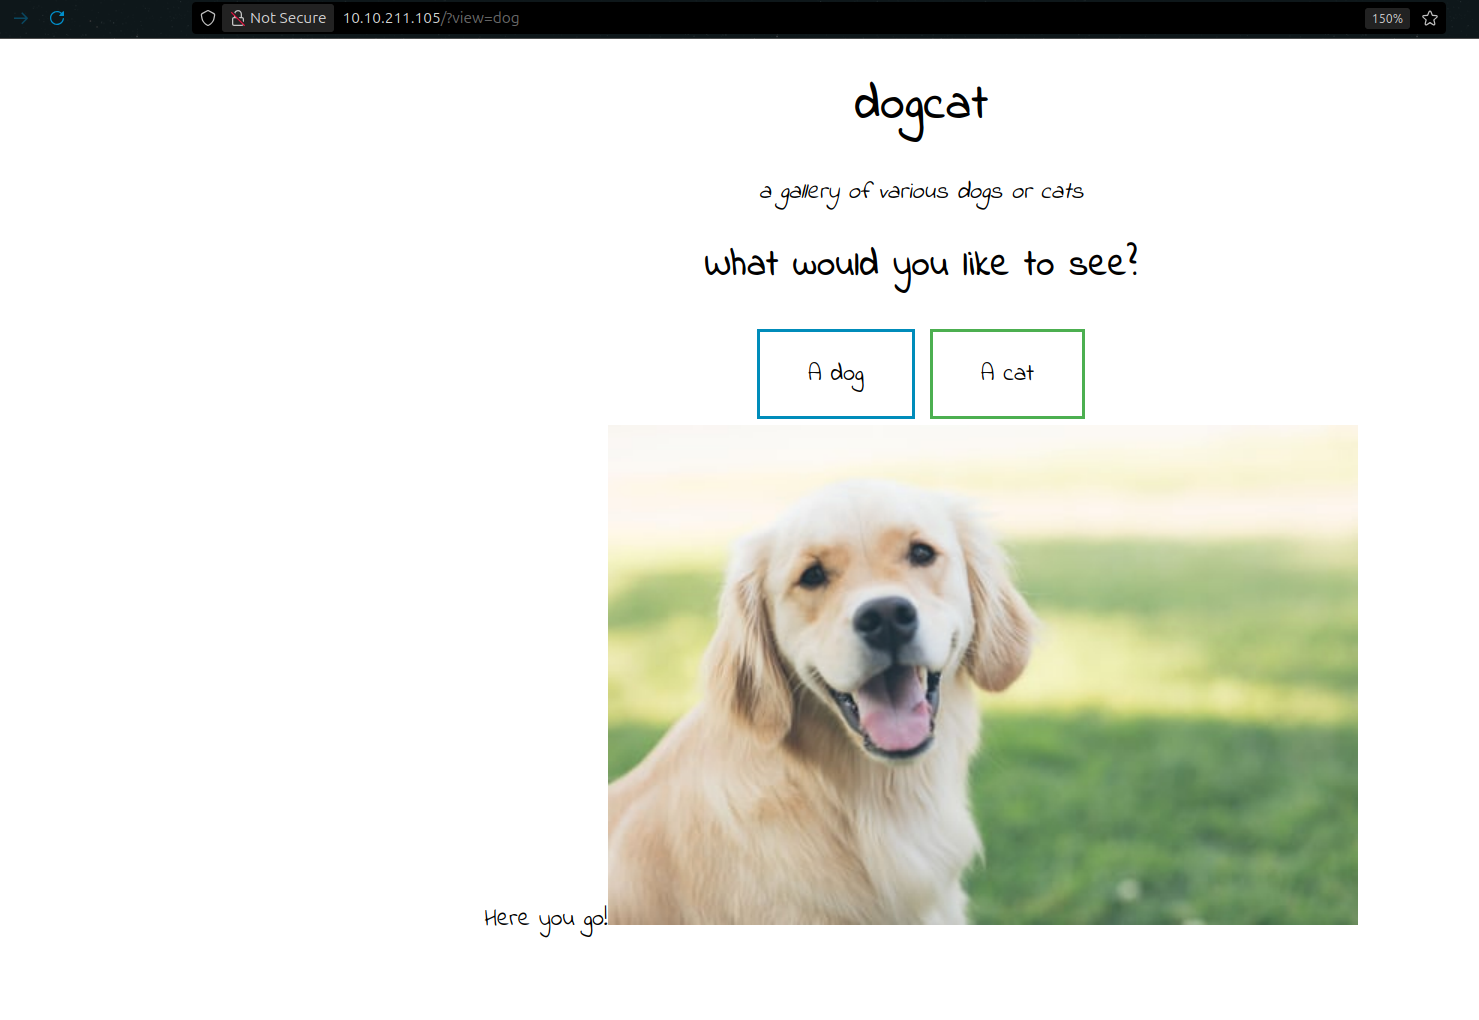 Not Secure 10.10.211.105/?view=dog 150%
dogcat
a gallery of various dogs or cats
What would you like to see?
A dog A cat
Here you go!